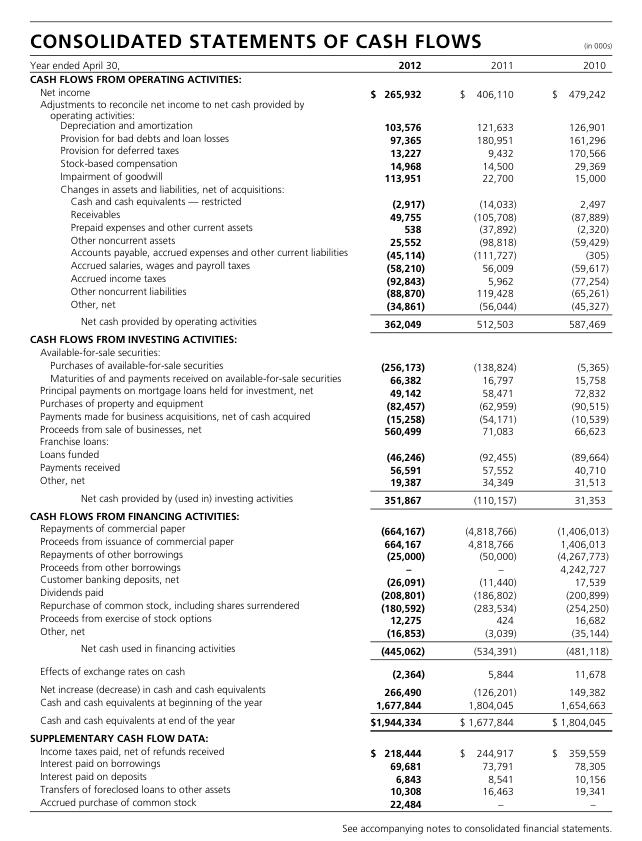 CONSOLIDATED STATEMENTS OF CASH FLOWS (in 000s)
Year ended April 30, 2012 2011 2010
CASH FLOWS FROM OPERATING ACTIVITIES:
Net income $ 265,932 $ 406,110 $ 479,242
Adjustments to reconcile net income to net cash provided by
operating activities:
Depreciation and amortization 103,576 121,633 126,901
Provision for bad debts and loan losses 97,365 180,951 161,296
Provision for deferred taxes 13,227 9,432 170,566
Stock-based compensation 14,968 14,500 29,369
Impairment of goodwill 113,951 22,700 15,000
Changes in assets and liabilities, net of acquisitions:
Cash and cash equivalents — restricted (2,917) (14,033) 2,497
Receivables 49,755 (105,708) (87,889)
Prepaid expenses and other current assets 538 (37,892) (2,320)
Other noncurrent assets 25,552 (98,818) (59,429)
Accounts payable, accrued expenses and other current liabilities (45,114) (111,727) (305)
Accrued salaries, wages and payroll taxes (58,210) 56,009 (59,617)
Accrued income taxes (92,843) 5,962 (77,254)
Other noncurrent liabilities (88,870) 119,428 (65,261)
Other, net (34,861) (56,044) (45,327)
Net cash provided by operating activities 362,049 512,503 587,469
CASH FLOWS FROM INVESTING ACTIVITIES:
Available-for-sale securities:
Purchases of available-for-sale securities (256,173) (138,824) (5,365)
Maturities of and payments received on available-for-sale securities 66,382 16,797 15,758
Principal payments on mortgage loans held for investment, net 49,142 58,471 72,832
Purchases of property and equipment (82,457) (62,959) (90,515)
Payments made for business acquisitions, net of cash acquired (15,258) (54,171) (10,539)
Proceeds from sale of businesses, net 560,499 71,083 66,623
Franchise loans:
Loans funded (46,246) (92,455) (89,664)
Payments received 56,591 57,552 40,710
Other, net 19,387 34,349 31,513
Net cash provided by (used in) investing activities 351,867 (110,157) 31,353
CASH FLOWS FROM FINANCING ACTIVITIES:
Repayments of commercial paper (664,167) (4,818,766) (1,406,013)
Proceeds from issuance of commercial paper 664,167 4,818,766 1,406,013
Repayments of other borrowings (25,000) (50,000) (4,267,773)
Proceeds from other borrowings – – 4,242,727
Customer banking deposits, net (26,091) (11,440) 17,539
Dividends paid (208,801) (186,802) (200,899)
Repurchase of common stock, including shares surrendered (180,592) (283,534) (254,250)
Proceeds from exercise of stock options 12,275 424 16,682
Other, net (16,853) (3,039) (35,144)
Net cash used in financing activities (445,062) (534,391) (481,118)
Effects of exchange rates on cash (2,364) 5,844 11,678
Net increase (decrease) in cash and cash equivalents 266,490 (126,201) 149,382
Cash and cash equivalents at beginning of the year 1,677,844 1,804,045 1,654,663
Cash and cash equivalents at end of the year $1,944,334 $ 1,677,844 $ 1,804,045
SUPPLEMENTARY CASH FLOW DATA:
Income taxes paid, net of refunds received $ 218,444 $ 244,917 $ 359,559
Interest paid on borrowings 69,681 73,791 78,305
Interest paid on deposits 6,843 8,541 10,156
Transfers of foreclosed loans to other assets 10,308 16,463 19,341
Accrued purchase of common stock 22,484 – –
See accompanying notes to consolidated financial statements.